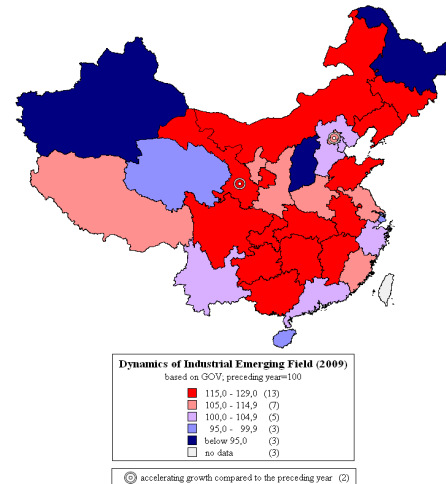 Dynamics of Industrial Emerging Field (2009)
based on GOV; preceding year=100
115,0 - 129,0 (13)
105,0 - 114,9 (7)
100,0 - 104,9 (5)
95,0 - 99,9 (3)
below 95,0 (3)
no data (3)
accelerating growth compared to the preceding year (2)